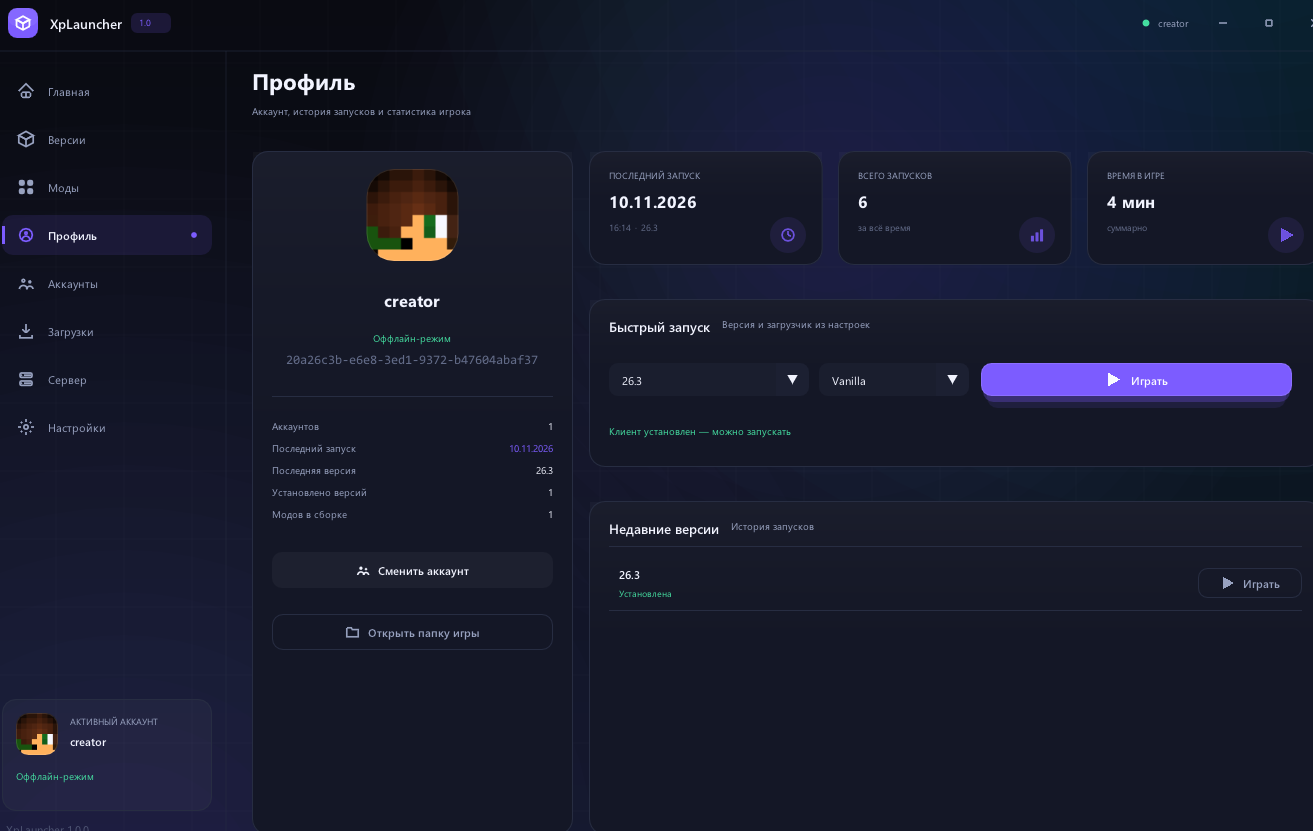 XpLauncher 1.0
creator
Главная
Версии
Моды
Профиль
Аккаунты
Загрузки
Сервер
Настройки
АКТИВНЫЙ АККАУНТ
creator
Оффлайн-режим
XpLauncher 1.0.0
Профиль
Аккаунт, история запусков и статистика игрока
creator
Оффлайн-режим
20a26c3b-e6e8-3ed1-9372-b47604abaf37
Аккаунтов 1
Последний запуск 10.11.2026
Последняя версия 26.3
Установлено версий 1
Модов в сборке 1
Сменить аккаунт
Открыть папку игры
ПОСЛЕДНИЙ ЗАПУСК
10.11.2026
16:14 · 26.3
ВСЕГО ЗАПУСКОВ
6
за всё время
ВРЕМЯ В ИГРЕ
4 мин
суммарно
Быстрый запуск Версия и загрузчик из настроек
26.3 Vanilla Играть
Клиент установлен — можно запускать
Недавние версии История запусков
26.3
Установлена
Играть